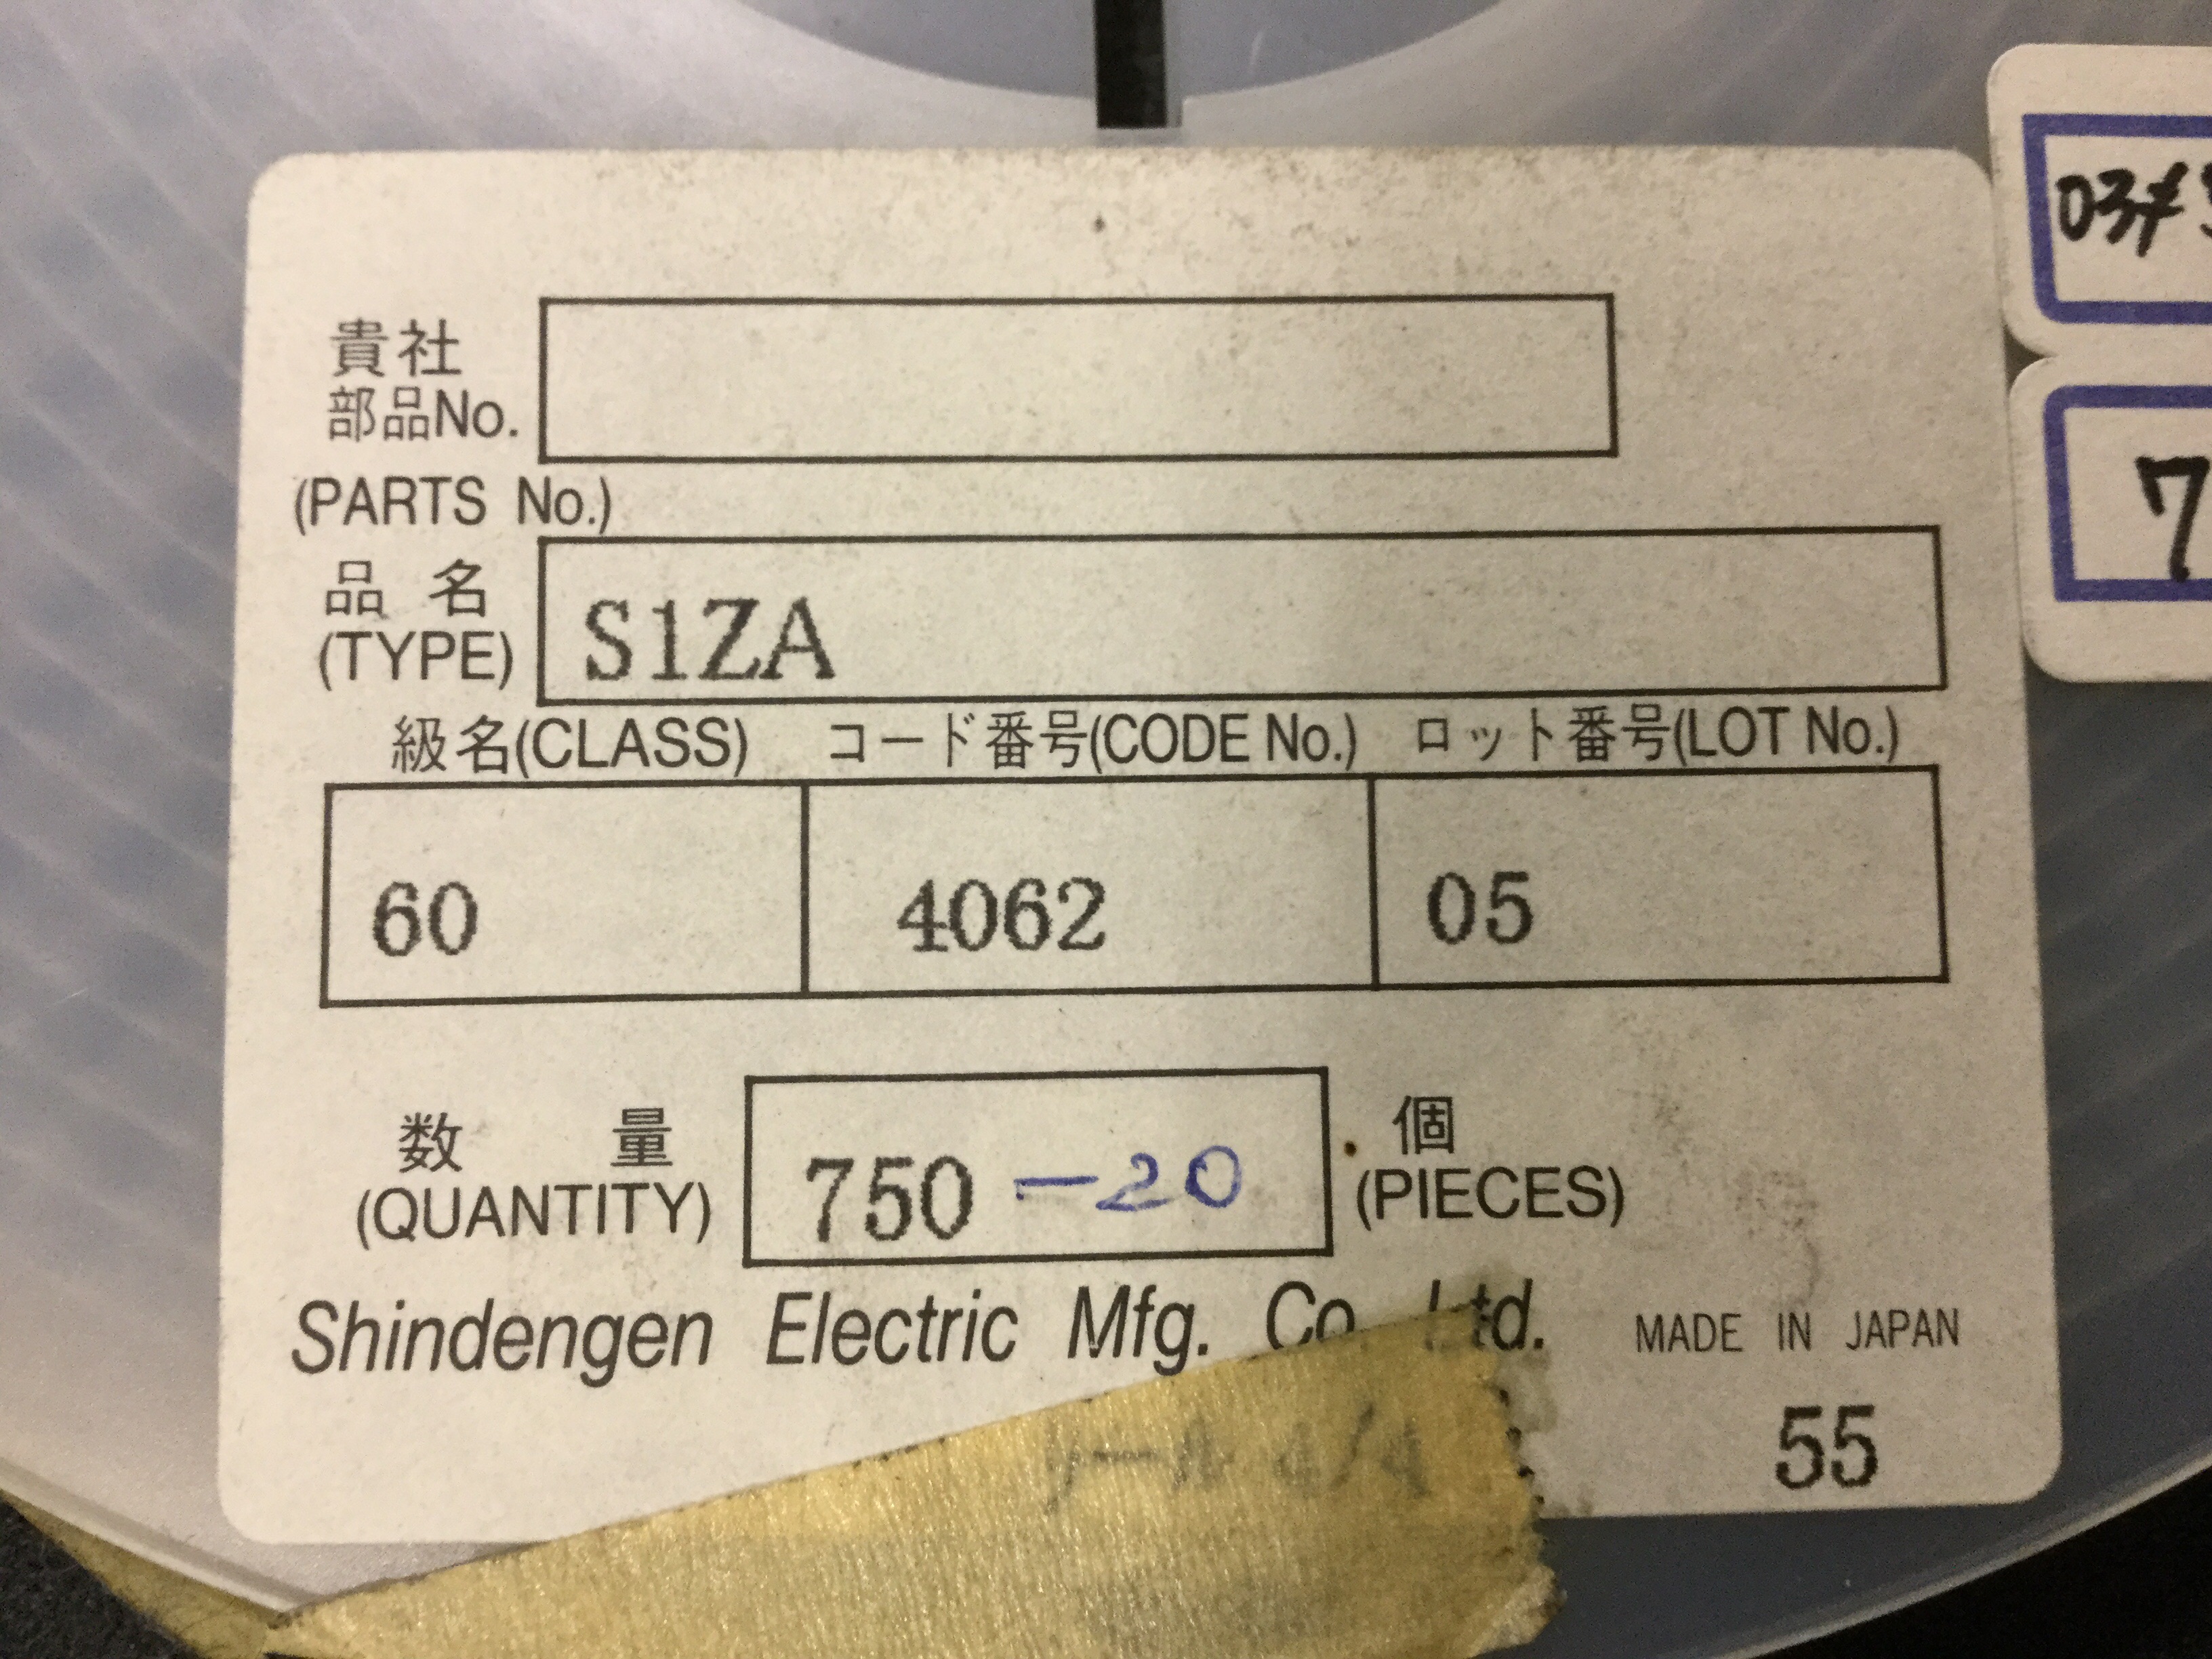 貴社
部品No.
(PARTS No.)
品名
(TYPE)
S1ZA
級名(CLASS) コード番号(CODE No.) ロット番号(LOT No.)
60 4062 05
数量
(QUANTITY)
750 -20
個
(PIECES)
Shindengen Electric Mfg. Co. Ltd. MADE IN JAPAN
55
7